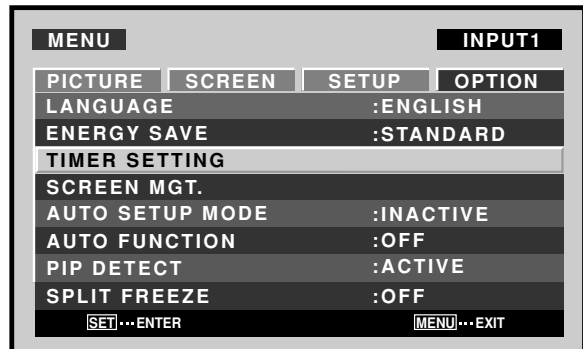 MENU INPUT1
PICTURE SCREEN SETUP OPTION
LANGUAGE :ENGLISH
ENERGY SAVE :STANDARD
TIMER SETTING
SCREEN MGT.
AUTO SETUP MODE :INACTIVE
AUTO FUNCTION :OFF
PIP DETECT :ACTIVE
SPLIT FREEZE :OFF
SET···ENTER MENU···EXIT